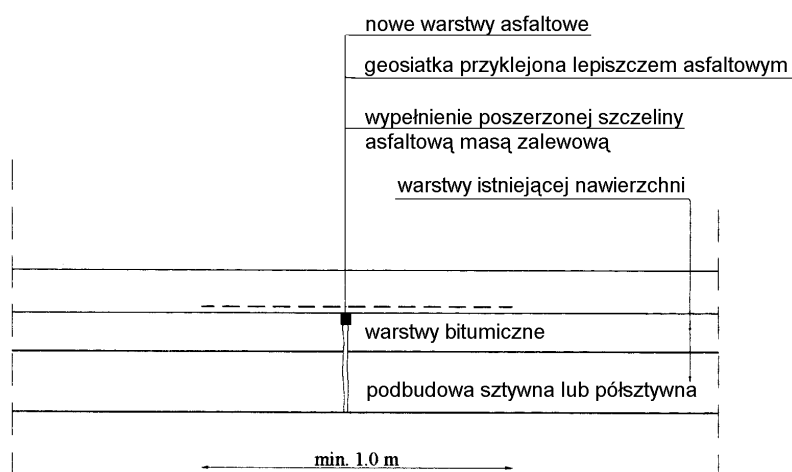 nowe warstwy asfaltowe
geosiatka przyklejona lepiszczem asfaltowym
wypełnienie poszerzonej szczeliny
asfaltową masą zalewową
warstwy istniejącej nawierzchni
warstwy bitumiczne
podbudowa sztywna lub półsztywna
min. 1.0 m